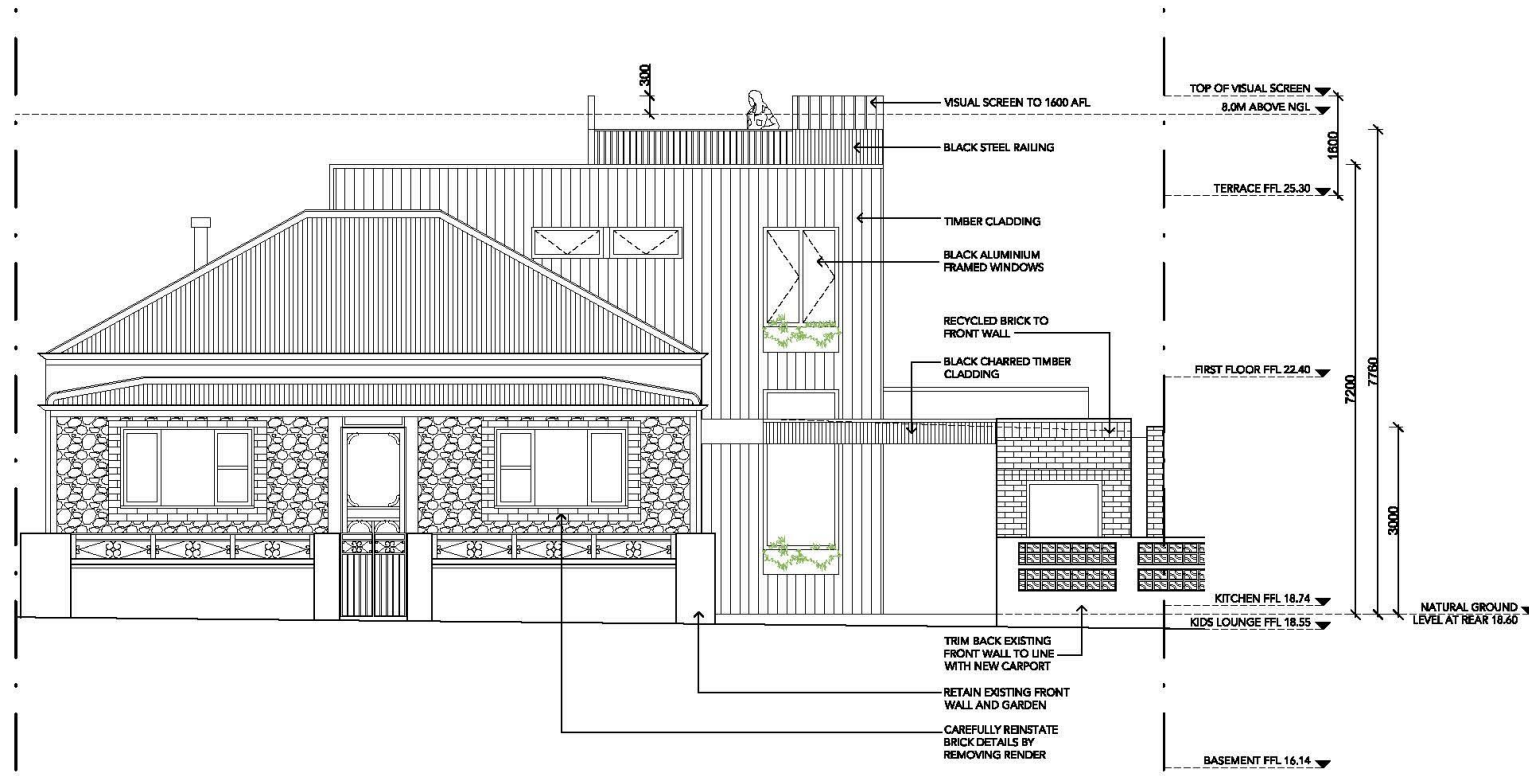 300
VISUAL SCREEN TO 1600 AFL
TOP OF VISUAL SCREEN
8.0M ABOVE NGL
BLACK STEEL RAILING
1600
TERRACE FFL 25.30
TIMBER CLADDING
BLACK ALUMINIUM
FRAMED WINDOWS
RECYCLED BRICK TO
FRONT WALL
BLACK CHARRED TIMBER
CLADDING
FIRST FLOOR FFL 22.40
7200
7760
3000
KITCHEN FFL 18.74
KIDS LOUNGE FFL 18.55
NATURAL GROUND
LEVEL AT REAR 18.60
TRIM BACK EXISTING
FRONT WALL TO LINE
WITH NEW CARPORT
RETAIN EXISTING FRONT
WALL AND GARDEN
CAREFULLY REINSTATE
BRICK DETAILS BY
REMOVING RENDER
BASEMENT FFL 16.14